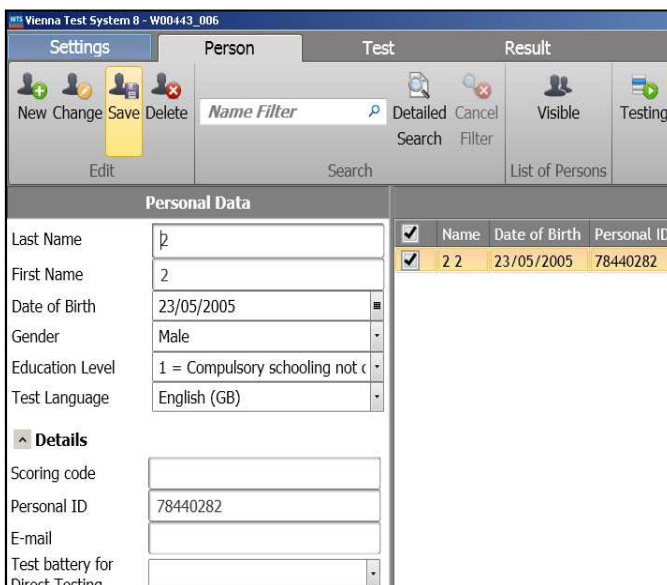 WTS Vienna Test System 8 - W00443_006
Settings Person Test Result
New Change Save Delete Name Filter Detailed Search Cancel Filter Visible Testing
Edit Search List of Persons
Personal Data
Name Date of Birth Personal ID
2 2 23/05/2005 78440282
Last Name 2
First Name 2
Date of Birth 23/05/2005
Gender Male
Education Level 1 = Compulsory schooling not
Test Language English (GB)
Details
Scoring code
Personal ID 78440282
E-mail
Test battery for
Direct Testing